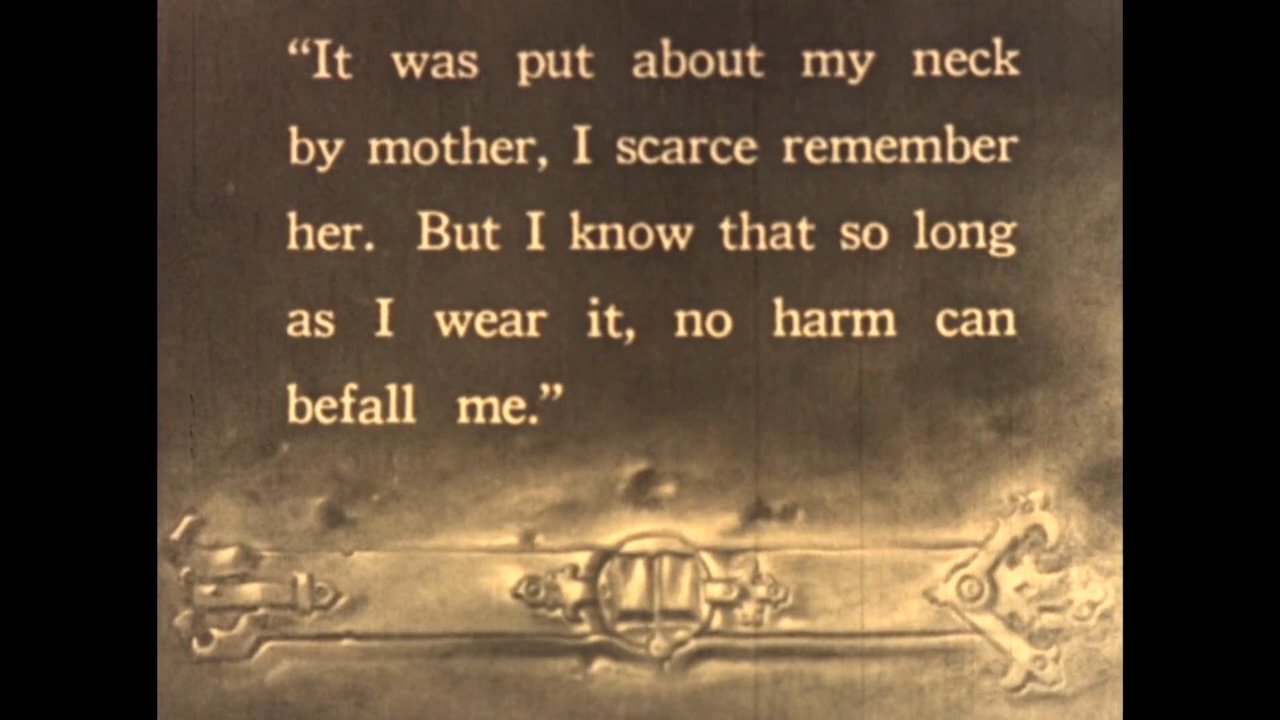 “It was put about my neck
by mother, I scarce remember
her. But I know that so long
as I wear it, no harm can
befall me.”